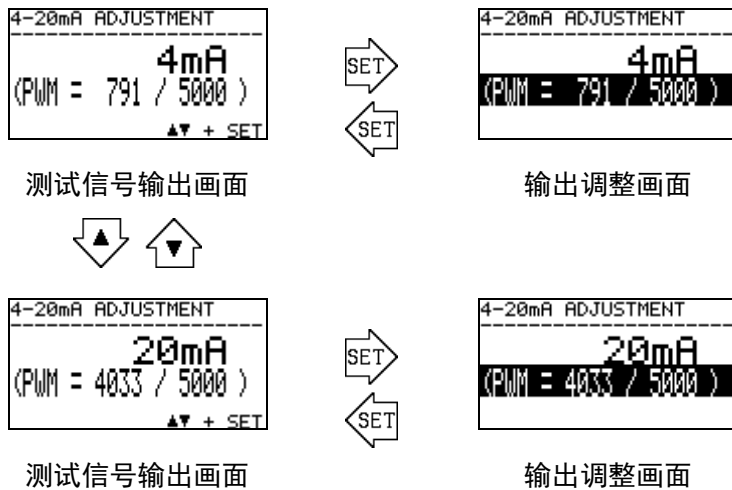 4-20mA ADJUSTMENT
4mA
(PWM = 791 / 5000 )
▲▼ + SET
SET
SET
4-20mA ADJUSTMENT
4mA
(PWM = 791 / 5000 )
测试信号输出画面
输出调整画面
▲ ▼
4-20mA ADJUSTMENT
20mA
(PWM = 4033 / 5000 )
▲▼ + SET
SET
SET
4-20mA ADJUSTMENT
20mA
(PWM = 4033 / 5000 )
测试信号输出画面
输出调整画面